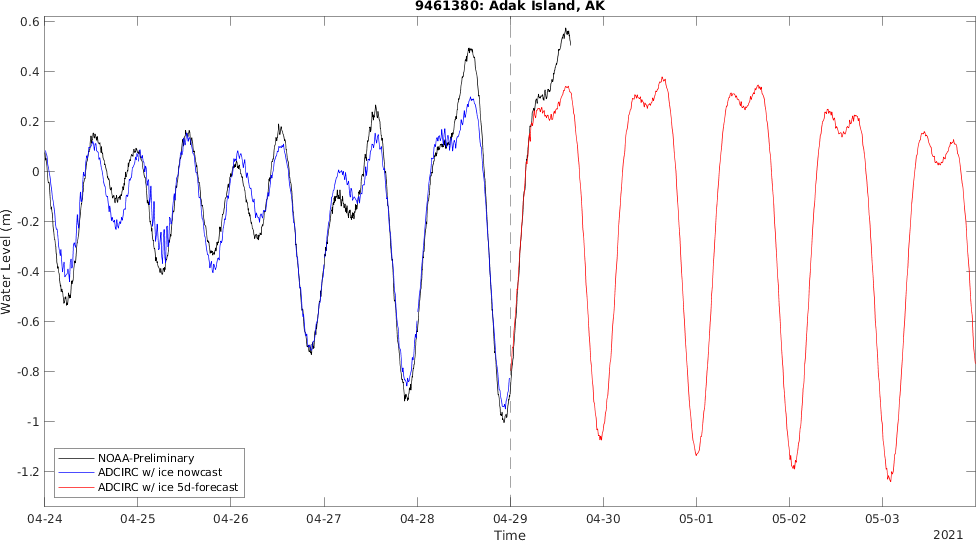 9461380: Adak Island, AK
0.6
0.4
0.2
0
-0.2
-0.4
-0.6
-0.8
-1
-1.2
Water Level (m)
NOAA-Preliminary
ADCIRC w/ ice nowcast
ADCIRC w/ ice 5d-forecast
04-24 04-25 04-26 04-27 04-28 04-29 04-30 05-01 05-02 05-03
Time
2021